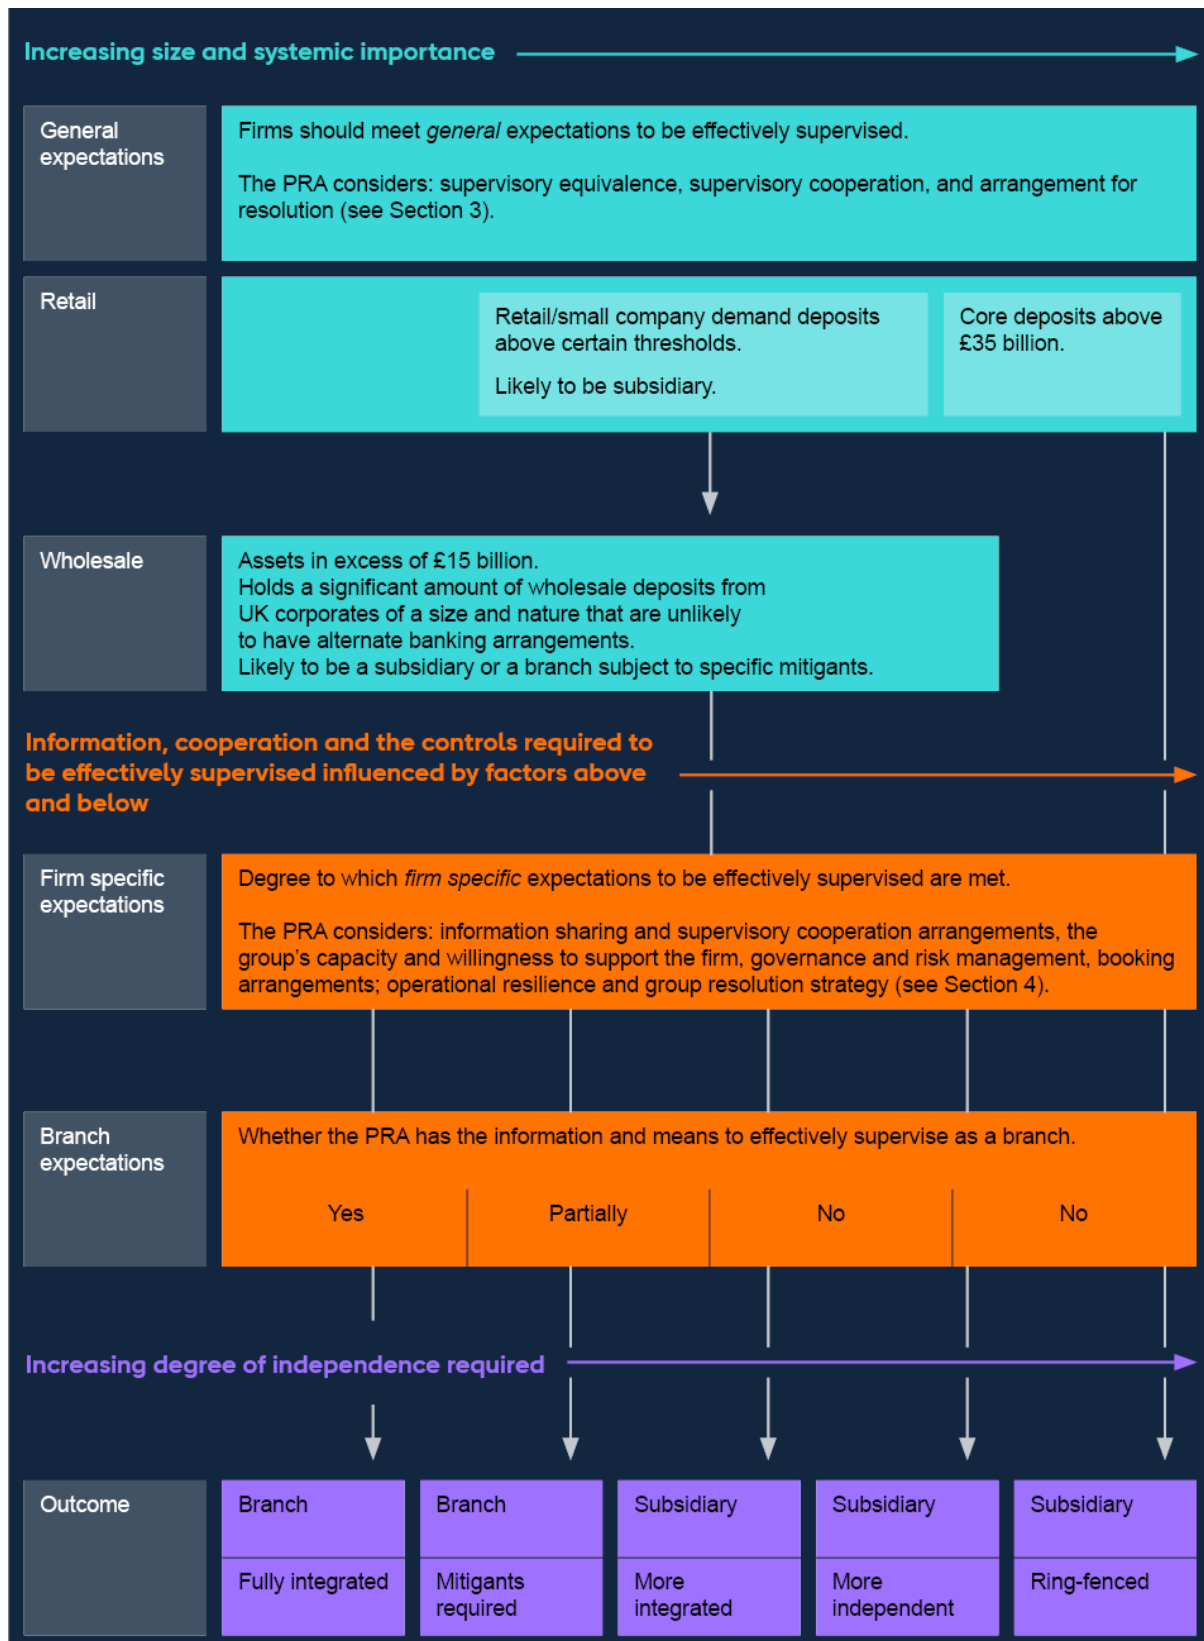 Increasing size and systemic importance
General
expectations
Firms should meet general expectations to be effectively supervised.
The PRA considers: supervisory equivalence, supervisory cooperation, and arrangement for
resolution (see Section 3).
Retail
Retail/small company demand deposits
above certain thresholds.
Likely to be subsidiary.
Core deposits above
£35 billion.
Wholesale
Assets in excess of £15 billion.
Holds a significant amount of wholesale deposits from
UK corporates of a size and nature that are unlikely
to have alternate banking arrangements.
Likely to be a subsidiary or a branch subject to specific mitigants.
Information, cooperation and the controls required to
be effectively supervised influenced by factors above
and below
Firm specific
expectations
Degree to which firm specific expectations to be effectively supervised are met.
The PRA considers: information sharing and supervisory cooperation arrangements, the
group's capacity and willingness to support the firm, governance and risk management, booking
arrangements; operational resilience and group resolution strategy (see Section 4).
Branch
expectations
Whether the PRA has the information and means to effectively supervise as a branch.
Yes
Partially
No
No
Increasing degree of independence required
Outcome
Branch
Fully integrated
Branch
Mitigants
required
Subsidiary
More
integrated
Subsidiary
More
independent
Subsidiary
Ring-fenced